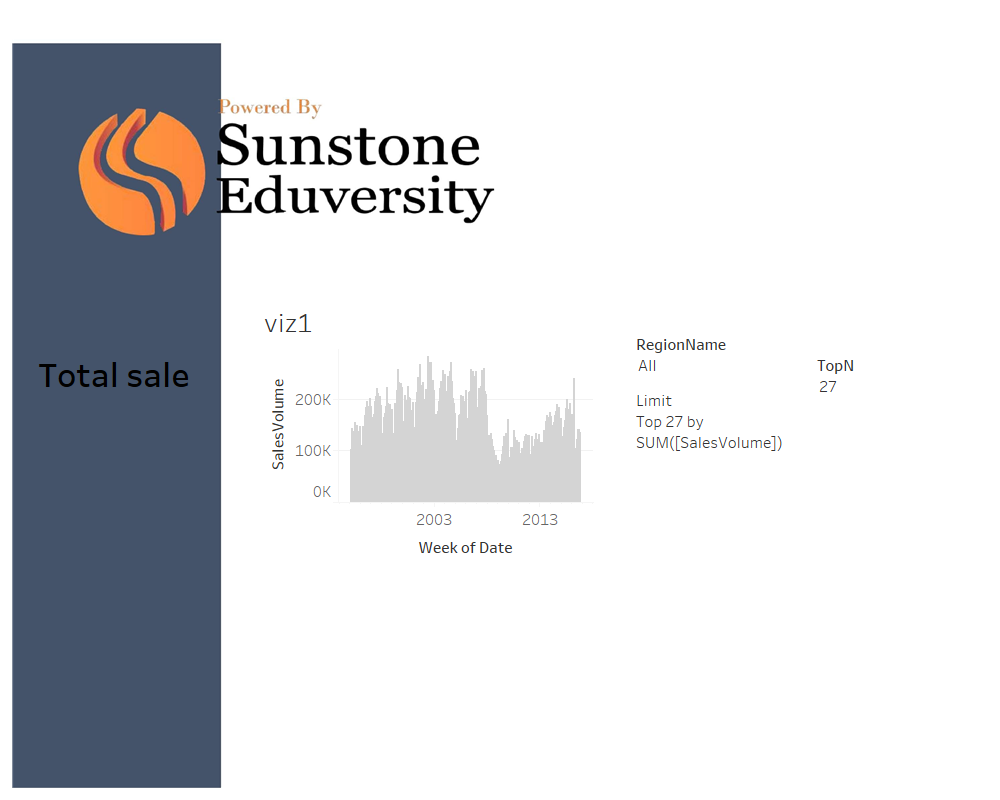 Powered By
Sunstone
Eduversity
Total sale
viz1
SalesVolume
200K
100K
0K
2003
2013
Week of Date
RegionName
All
TopN
27
Limit
Top 27 by
SUM([SalesVolume])